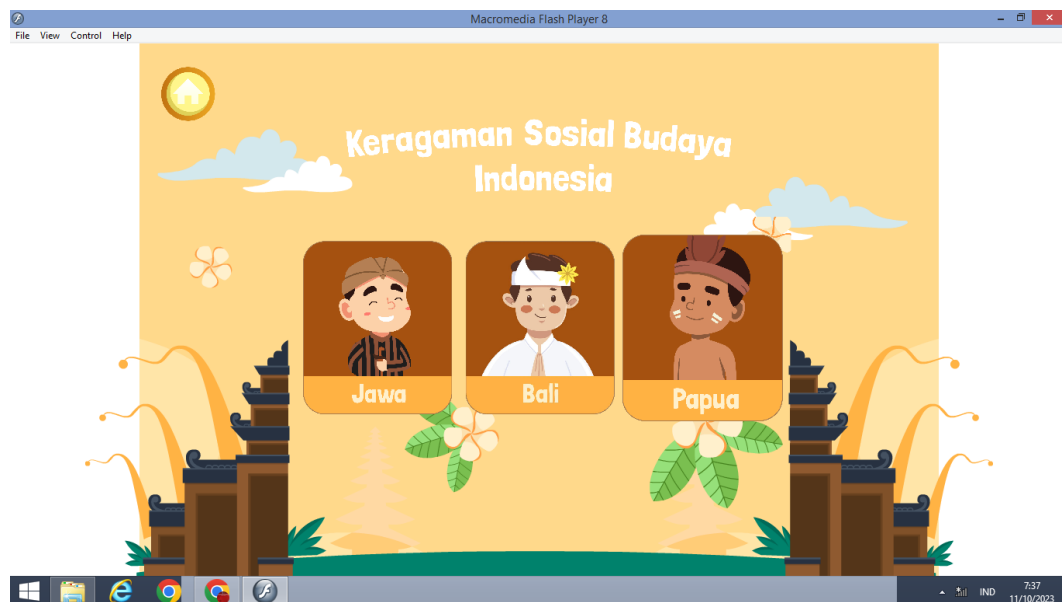 Macromedia Flash Player 8
File View Control Help
Keragaman Sosial Budaya
Indonesia
Jawa
Bali
Papua
IND
7:37
11/10/2023